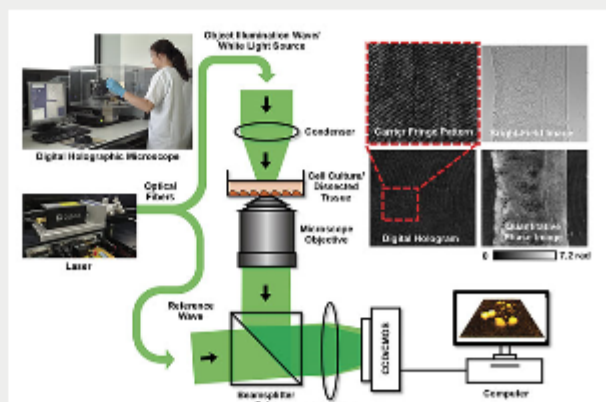 Object Illumination Wave/
White Light Source
Condenser
Digital Holographic Microscope
Optical
Fibers
Cell Culture/
Dissected
Tissue
Microscope
Objective
Laser
Reference
Wave
Beamsplitter
CCD/CMOS
Computer
Carrier Fringe Pattern
Bright-Field Image
Digital Hologram
Quantitative
Phase Image
0
7.2 rad